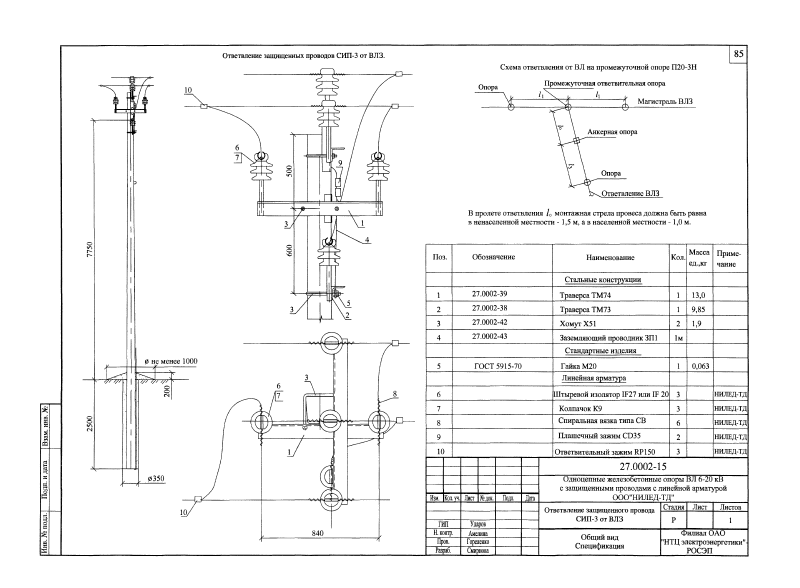 85
Ответвление защищенных проводов СИП-3 от ВЛЗ.
Схема ответвления от ВЛ на промежуточной опоре П20-3Н
Промежуточная ответвительная опора
Опора
l₁
l₁
Магистраль ВЛЗ
Анкерная опора
Опора
Ответвление ВЛЗ
В пролете ответвления l₀ монтажная стрела провеса должна быть равна
в ненаселенной местности - 1,5 м, а в населенной местности - 1,0 м.
10
6
7
9
500
600
3
1
4
3
5
2
7750
ø не менее 1000
200
2500
ø350
3
6
7
8
1
10
840
Поз. Обозначение Наименование Кол. Масса ед.,кг Приме-чание
Стальные конструкции
1 27.0002-39 Траверса ТМ74 1 13,0
2 27.0002-38 Траверса ТМ73 1 9,85
3 27.0002-42 Хомут Х51 2 1,9
4 27.0002-43 Заземляющий проводник ЗП1 1м
Стандартные изделия
5 ГОСТ 5915-70 Гайка М20 1 0,063
Линейная арматура
6 Штыревой изолятор IF27 или IF 20 3 НИЛЕД-ТД
7 Колпачок К9 3 НИЛЕД-ТД
8 Спиральная вязка типа СВ 6 НИЛЕД-ТД
9 Плашечный зажим CD35 2 НИЛЕД-ТД
10 Ответвительный зажим RP150 3 НИЛЕД-ТД
27.0002-15
Одноцепные железобетонные опоры ВЛ 6-20 кВ
с защищенными проводами с линейной арматурой
ООО"НИЛЕД-ТД"
Изм. Кол.уч. Лист №док. Подп. Дата
Ответвление защищенного провода
СИП-3 от ВЛЗ
Стадия Лист Листов
Р 1
ГИП Ударов
Н. контр. Амелина
Пров. Гореленко
Разраб. Смирнова
Общий вид
Спецификация
Филиал ОАО
"НТЦ электроэнергетики"-
РОСЭП
Взам. инв. №
Подп. и дата
Инв. № подл.